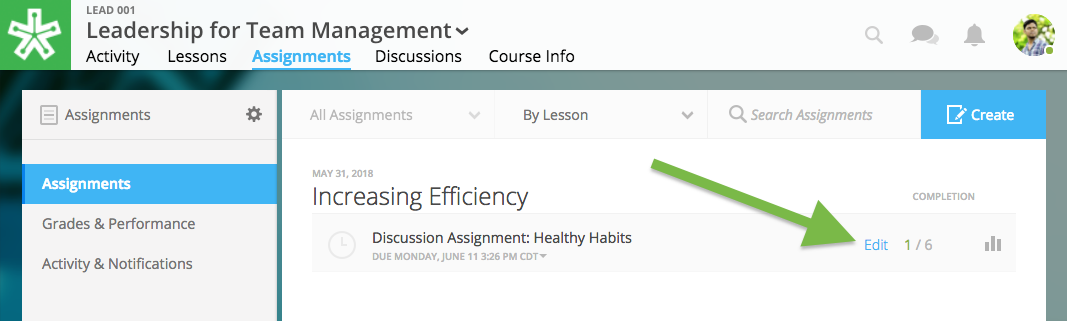 LEAD 001
Leadership for Team Management
Activity Lessons Assignments Discussions Course Info
Assignments
All Assignments By Lesson Search Assignments Create
Assignments
Grades & Performance
Activity & Notifications
MAY 31, 2018
Increasing Efficiency
COMPLETION
Discussion Assignment: Healthy Habits
DUE MONDAY, JUNE 11 3:26 PM CDT
Edit 1 / 6